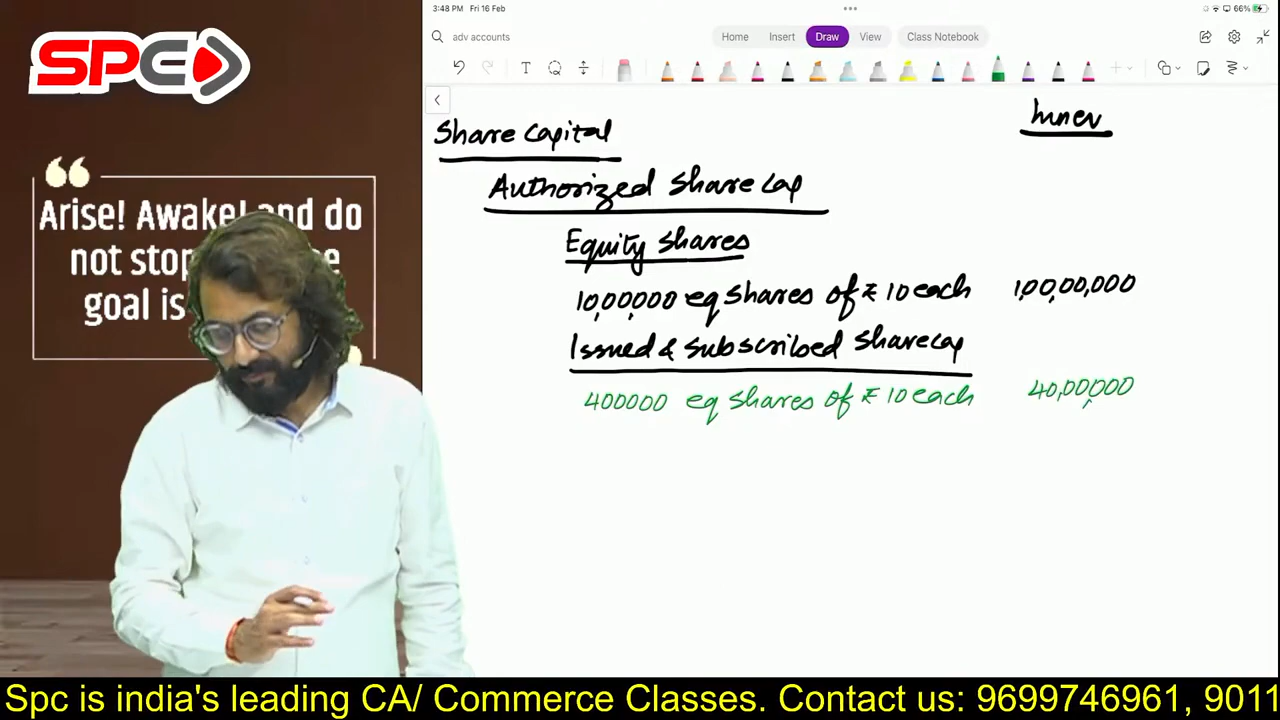 SPC
Arise! Awake! and do
not stop the
goal is
3:48 PM Fri 16 Feb
66%
adv accounts
Home Insert Draw View Class Notebook
Share Capital
Authorized Share Cap
Equity Shares
10,00,000 eq shares of ₹ 10 each 1,00,00,000
Issued & Subscribed Share Cap
400000 eq shares of ₹ 10 each 40,00,000
Spc is india's leading CA/ Commerce Classes. Contact us: 9699746961, 9011